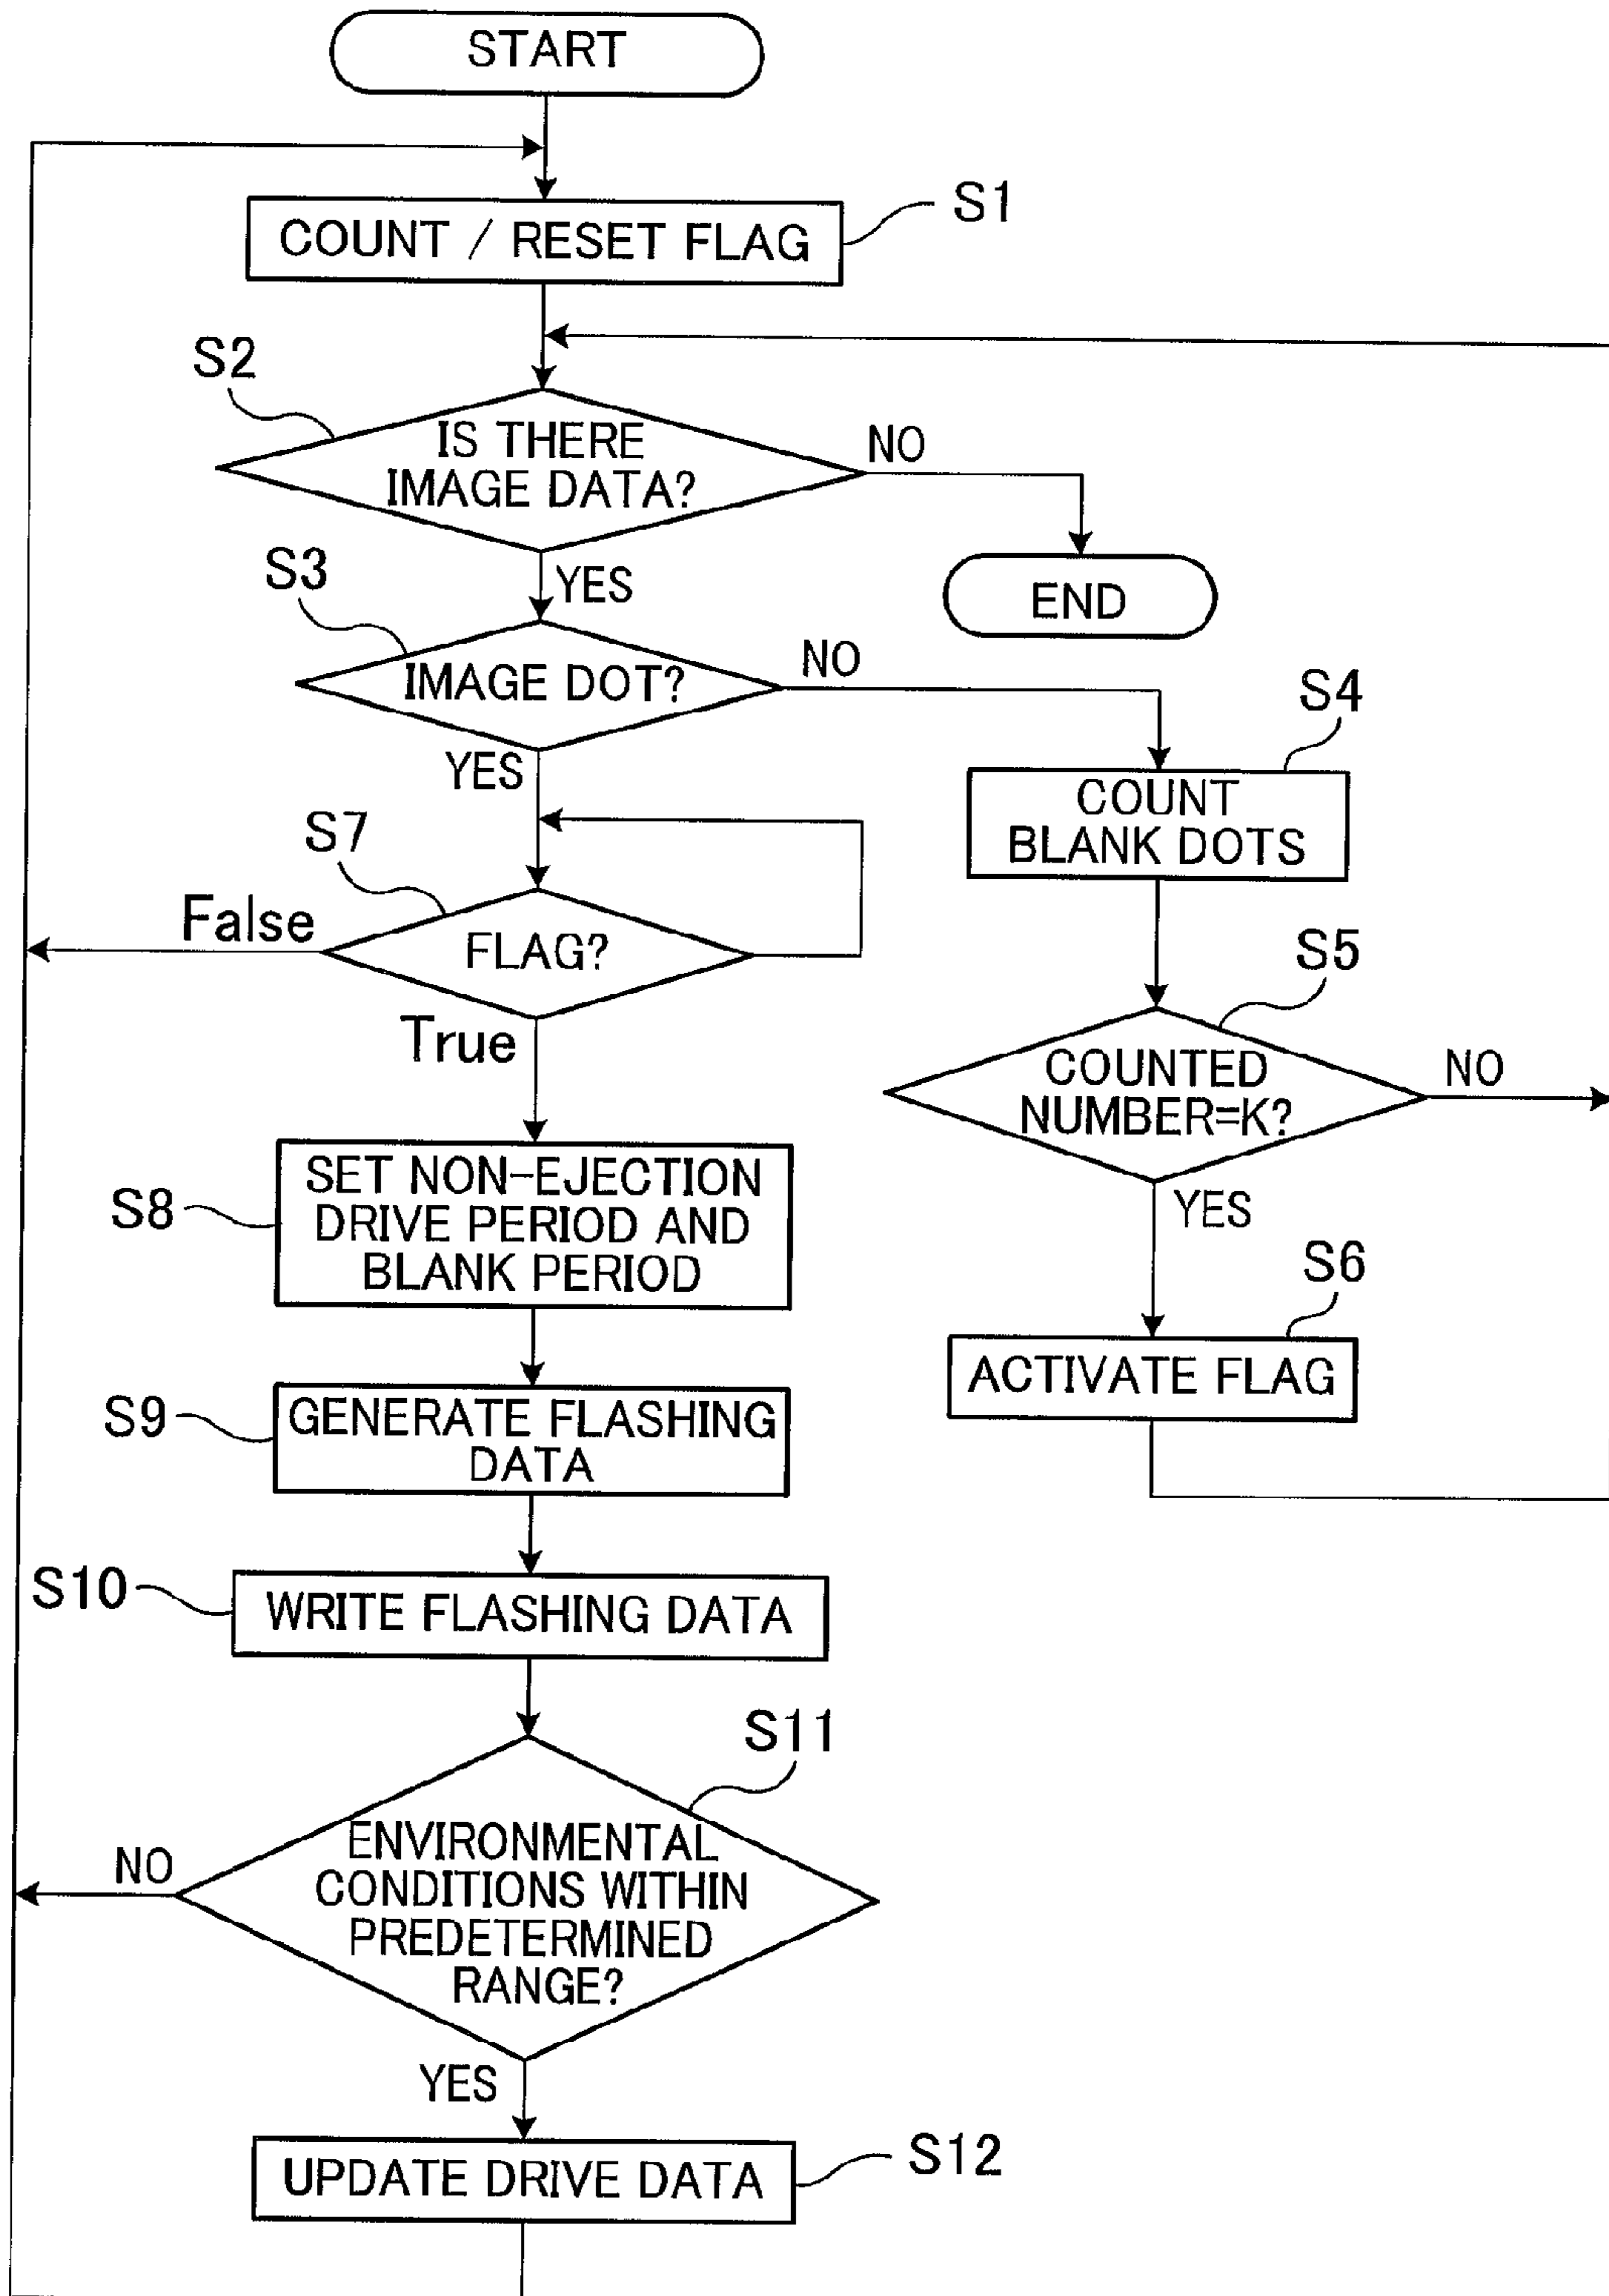 START
COUNT / RESET FLAG
S1
S2
IS THERE
IMAGE DATA?
NO
YES
END
S3
IMAGE DOT?
NO
YES
S4
COUNT
BLANK DOTS
S7
FLAG?
False
True
S5
COUNTED
NUMBER=K?
NO
YES
S6
ACTIVATE FLAG
S8
SET NON-EJECTION
DRIVE PERIOD AND
BLANK PERIOD
S9
GENERATE FLASHING
DATA
S10
WRITE FLASHING DATA
S11
ENVIRONMENTAL
CONDITIONS WITHIN
PREDETERMINED
RANGE?
NO
YES
UPDATE DRIVE DATA
S12